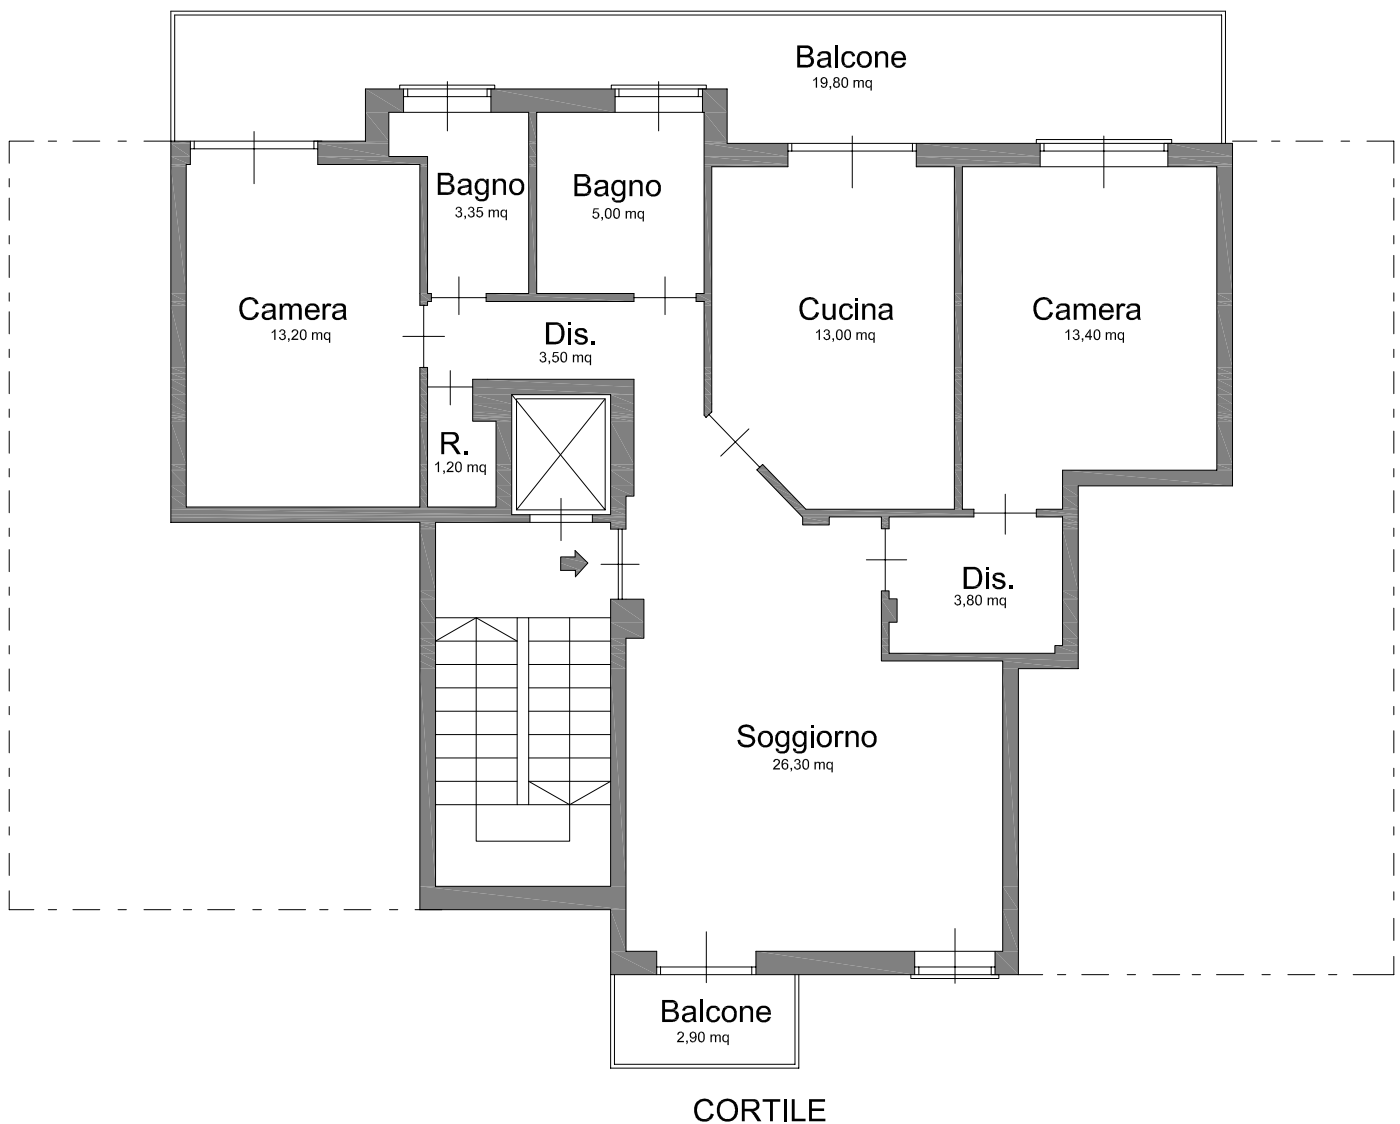 Balcone
19,80 mq
Bagno
3,35 mq
Bagno
5,00 mq
Camera
13,20 mq
Dis.
3,50 mq
Cucina
13,00 mq
Camera
13,40 mq
R.
1,20 mq
Dis.
3,80 mq
Soggiorno
26,30 mq
Balcone
2,90 mq
CORTILE